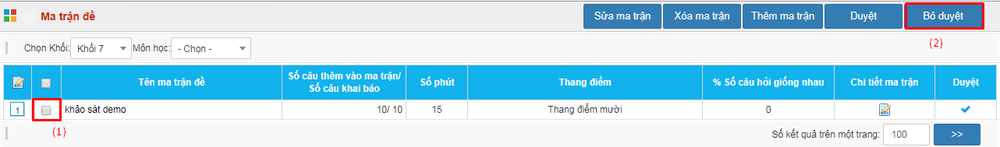 Ma trận đề
Sửa ma trận
Xóa ma trận
Thêm ma trận
Duyệt
Bỏ duyệt
(2)
Chọn Khối: Khối 7 Môn học: - Chọn -
Tên ma trận đề
Số câu thêm vào ma trận/
Số câu khai báo
Số phút
Thang điểm
% Số câu hỏi giống nhau
Chi tiết ma trận
Duyệt
1 khảo sát demo 10/ 10 15 Thang điểm mười 0
(1)
Số kết quả trên một trang: 100 >>